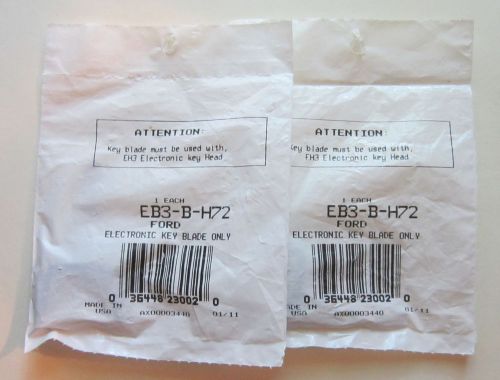 ATTENTION:
Key blade must be used with,
EH3 Electronic key Head
1 EACH
EB3-B-H72
FORD
ELECTRONIC KEY BLADE ONLY
0 36448 23002 0
MADE IN
USA
AX00003440
01/11
ATTENTION:
Key blade must be used with,
EH3 Electronic key Head
1 EACH
EB3-B-H72
FORD
ELECTRONIC KEY BLADE ONLY
0 36448 23002 0
MADE IN
USA
AX00003440
01/11